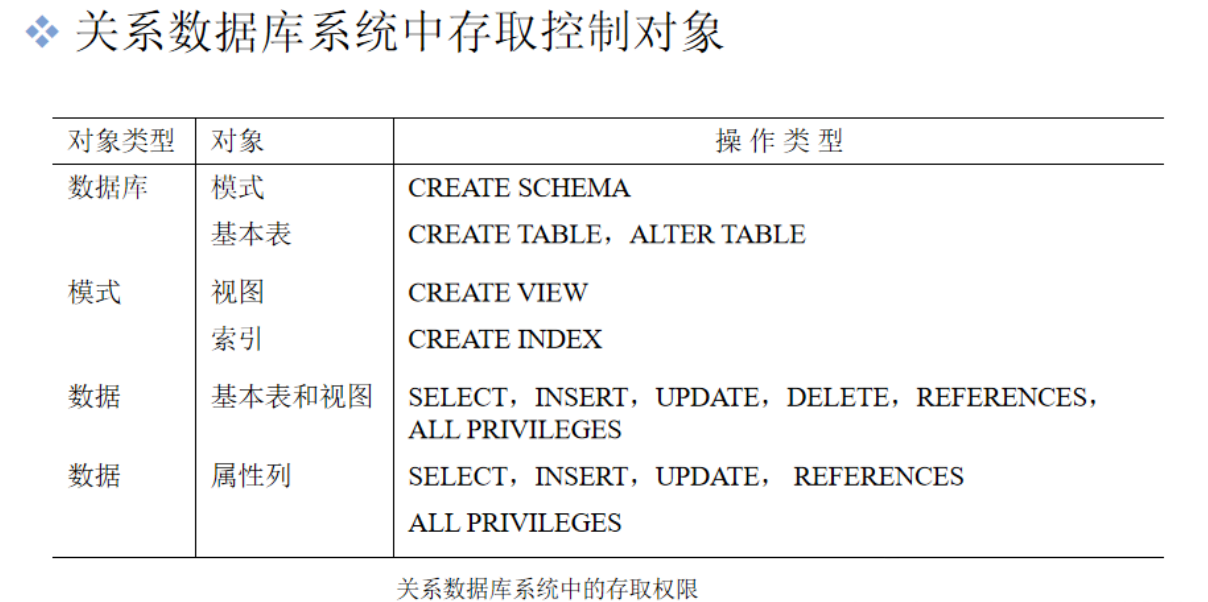 关系数据库系统中存取控制对象
对象类型 对象 操 作 类 型
数据库 模式 CREATE SCHEMA
基本表 CREATE TABLE，ALTER TABLE
模式 视图 CREATE VIEW
索引 CREATE INDEX
数据 基本表和视图 SELECT，INSERT，UPDATE，DELETE，REFERENCES，
ALL PRIVILEGES
数据 属性列 SELECT，INSERT，UPDATE， REFERENCES
ALL PRIVILEGES
关系数据库系统中的存取权限